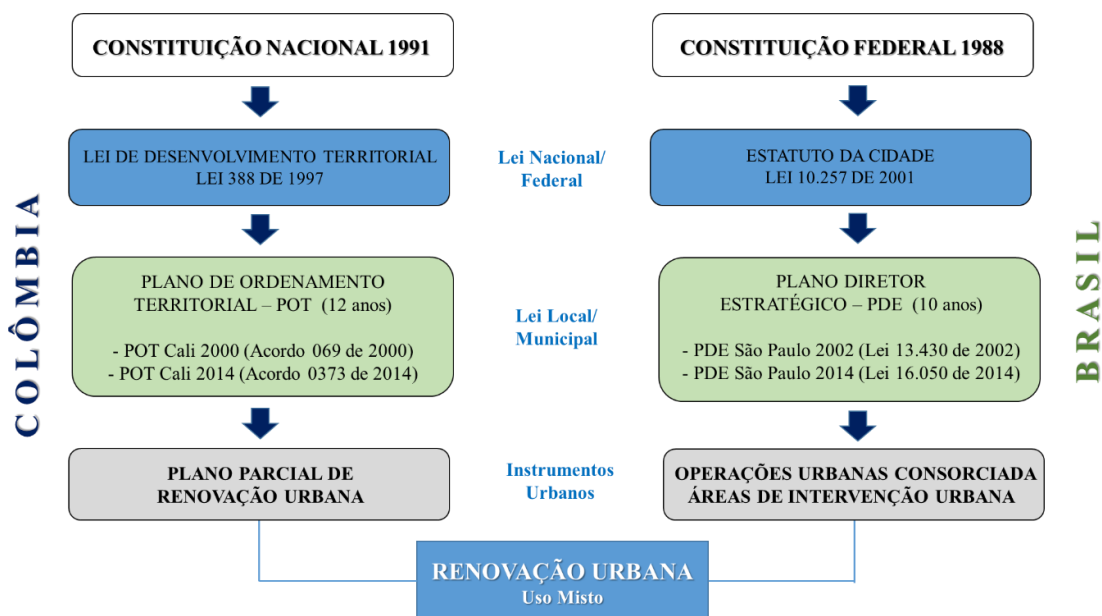 COLÔMBIA
CONSTITUIÇÃO NACIONAL 1991
LEI DE DESENVOLVIMENTO TERRITORIAL
LEI 388 DE 1997
PLANO DE ORDENAMENTO
TERRITORIAL – POT (12 anos)
- POT Cali 2000 (Acordo 069 de 2000)
- POT Cali 2014 (Acordo 0373 de 2014)
PLANO PARCIAL DE
RENOVAÇÃO URBANA
Lei Nacional/
Federal
Lei Local/
Municipal
Instrumentos
Urbanos
CONSTITUIÇÃO FEDERAL 1988
ESTATUTO DA CIDADE
LEI 10.257 DE 2001
PLANO DIRETOR
ESTRATÉGICO – PDE (10 anos)
- PDE São Paulo 2002 (Lei 13.430 de 2002)
- PDE São Paulo 2014 (Lei 16.050 de 2014)
OPERAÇÕES URBANAS CONSORCIADA
ÁREAS DE INTERVENÇÃO URBANA
BRASIL
RENOVAÇÃO URBANA
Uso Misto